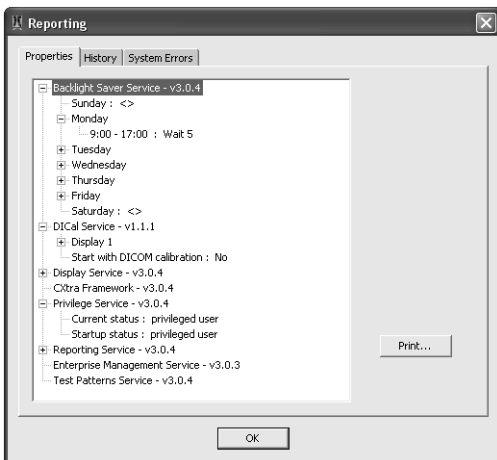 Reporting
Properties History System Errors
Backlight Saver Service - v3.0.4
Sunday : <>
Monday
9:00 - 17:00 : Wait 5
Tuesday
Wednesday
Thursday
Friday
Saturday : <>
DICal Service - v1.1.1
Display 1
Start with DICOM calibration : No
Display Service - v3.0.4
CXtra Framework - v3.0.4
Privilege Service - v3.0.4
Current status : privileged user
Startup status : privileged user
Reporting Service - v3.0.4
Enterprise Management Service - v3.0.3
Test Patterns Service - v3.0.4
Print...
OK